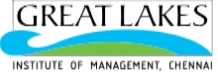 GREAT LAKES
INSTITUTE OF MANAGEMENT, CHENNAI